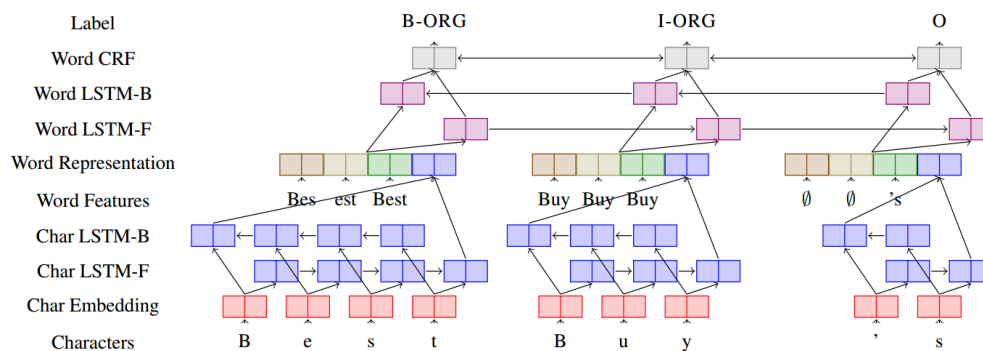 Label B-ORG I-ORG O
Word CRF
Word LSTM-B
Word LSTM-F
Word Representation
Word Features Bes est Best Buy Buy Buy ∅ ∅ 's
Char LSTM-B
Char LSTM-F
Char Embedding
Characters B e s t B u y ' s